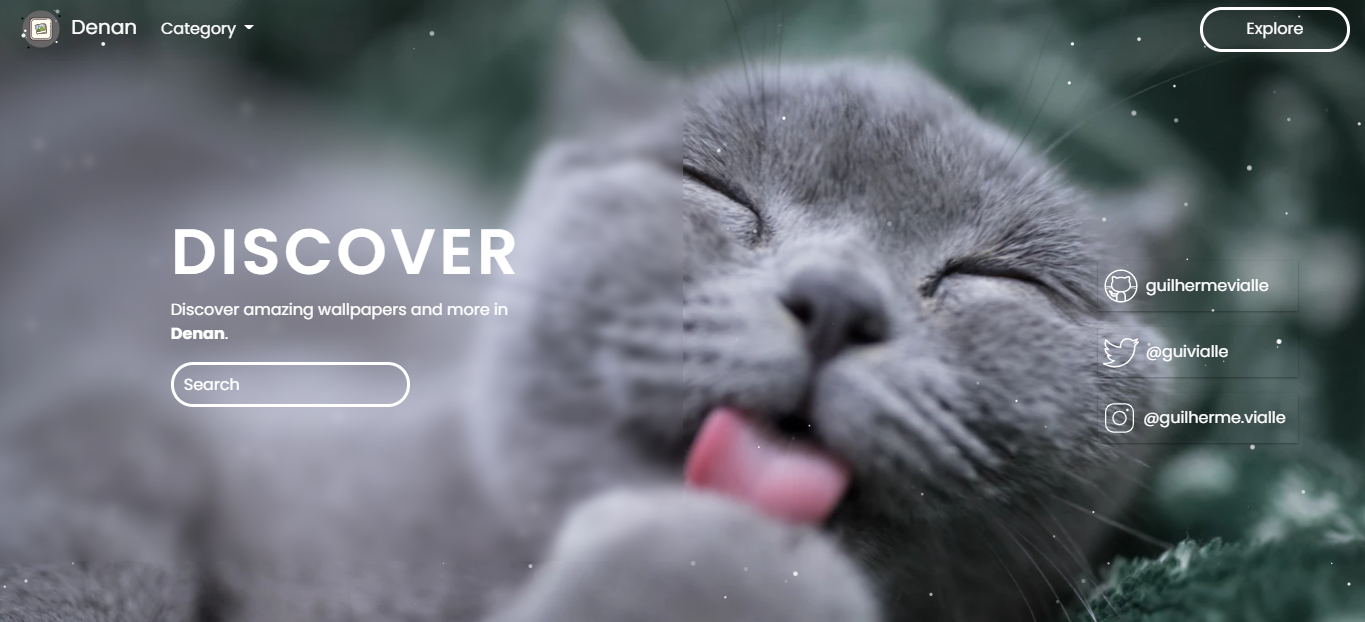 Denan
Category
Explore
DISCOVER
Discover amazing wallpapers and more in
Denan.
Search
guilhermevialle
@guivialle
@guilherme.vialle